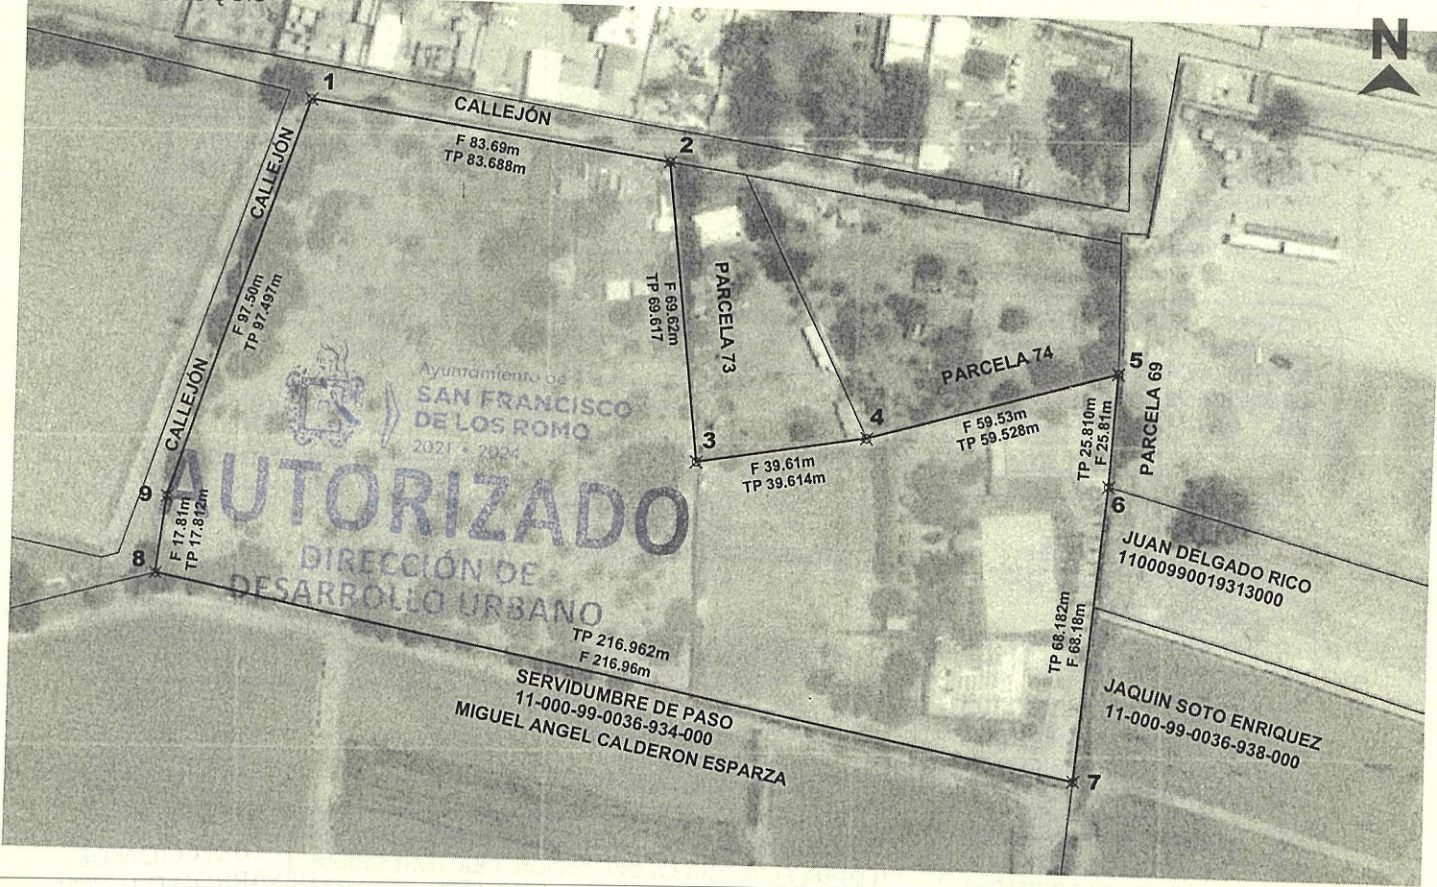 N
1
CALLEJÓN
F 83.69m
TP 83.688m
2
CALLEJÓN
F 97.50m
TP 97.497m
CALLEJÓN
F 69.62m
TP 69.617
PARCELA 73
PARCELA 74
5
PARCELA 69
4
F 59.53m
TP 59.528m
TP 25.810m
F 25.81m
3
F 39.61m
TP 39.614m
6
Ayuntamiento de
SAN FRANCISCO
DE LOS ROMO
2021 • 2024
AUTORIZADO
DIRECCIÓN DE
DESARROLLO URBANO
9
F 17.81m
TP 17.812m
8
JUAN DELGADO RICO
11000990019313000
TP 68.182m
F 68.18m
TP 216.962m
F 216.96m
SERVIDUMBRE DE PASO
11-000-99-0036-934-000
MIGUEL ANGEL CALDERON ESPARZA
JAQUIN SOTO ENRIQUEZ
11-000-99-0036-938-000
7